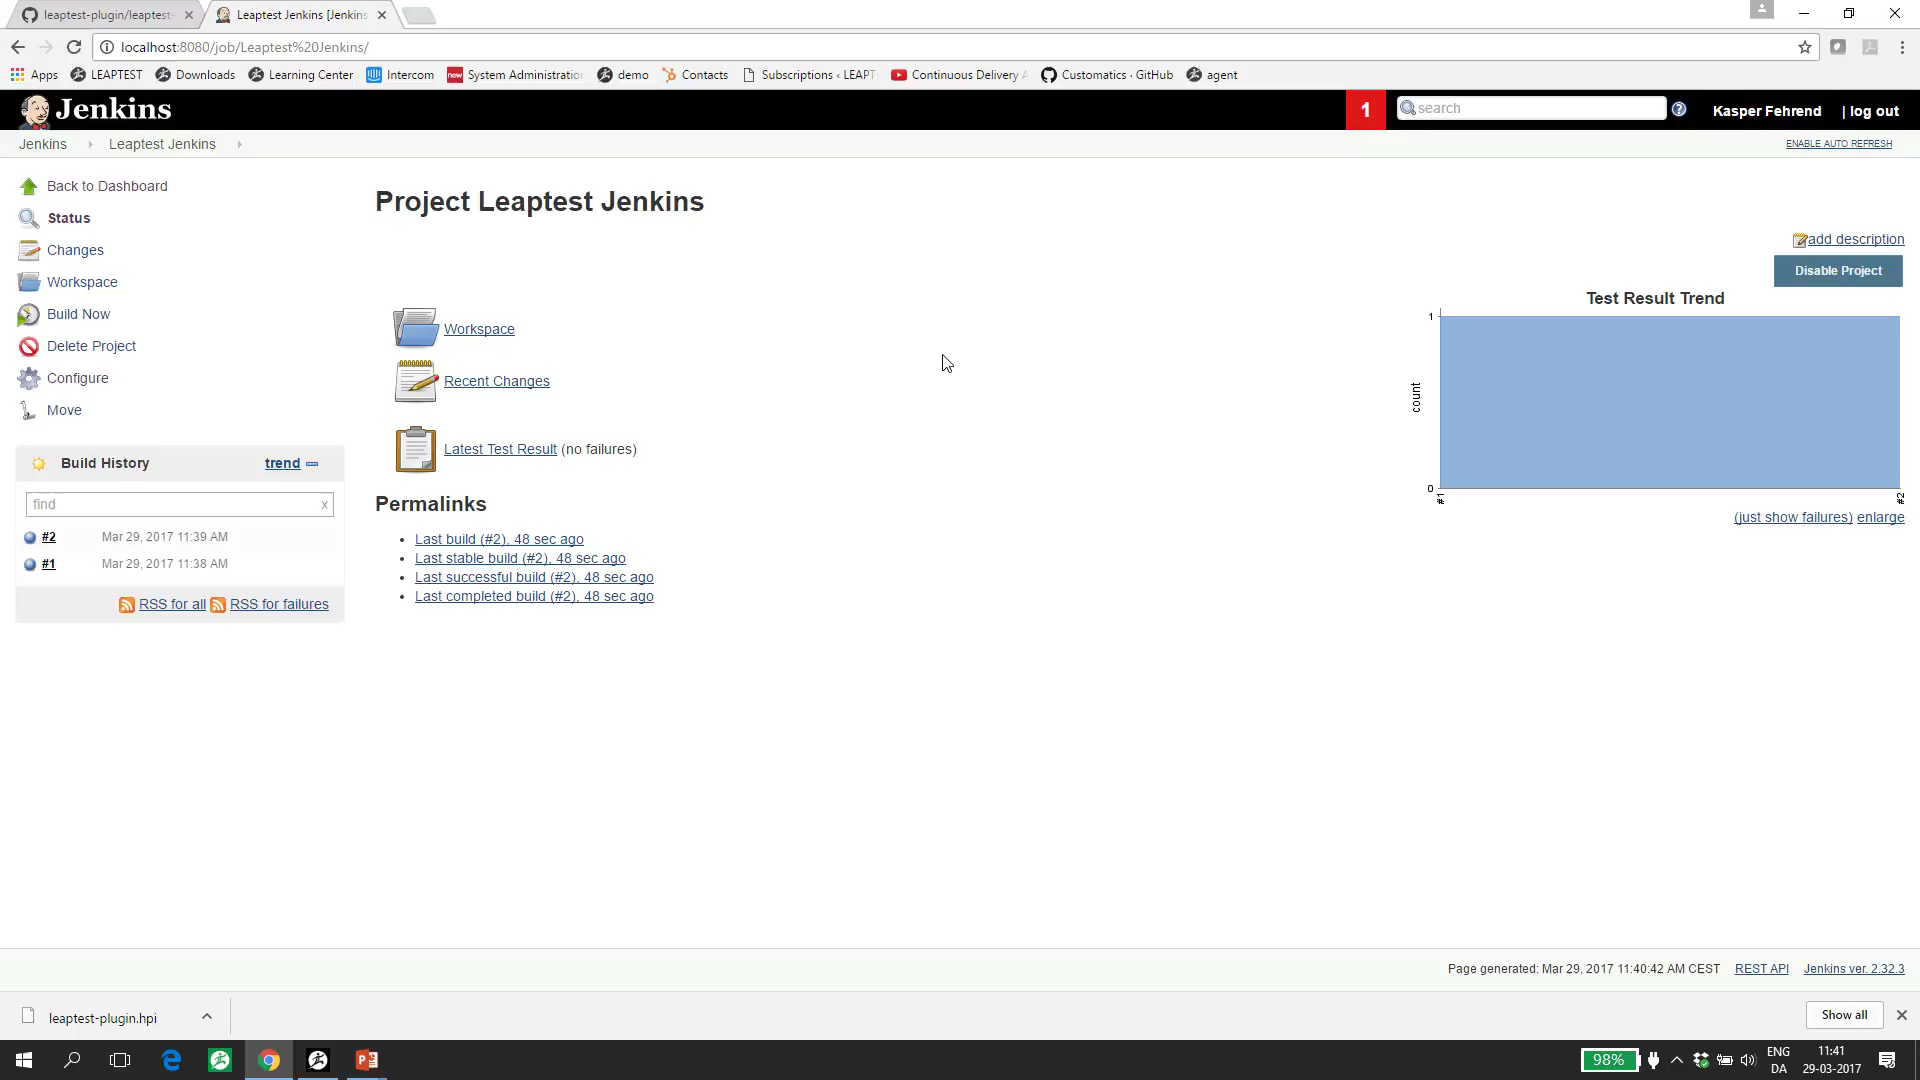 leaptest-plugin/leaptest-
Leaptest Jenkins [Jenkins
localhost:8080/job/Leaptest%20Jenkins/
Apps
LEAPTEST
Downloads
Learning Center
Intercom
now
System Administratio
demo
Contacts
Subscriptions ‹ LEAPT
Continuous Delivery
Customatics · GitHub
agent
Jenkins
1
search
Kasper Fehrend
| log out
Jenkins
Leaptest Jenkins
ENABLE AUTO REFRESH
Back to Dashboard
Status
Changes
Workspace
Build Now
Delete Project
Configure
Move
Build History
trend
find
x
#2
Mar 29, 2017 11:39 AM
#1
Mar 29, 2017 11:38 AM
RSS for all
RSS for failures
Project Leaptest Jenkins
add description
Disable Project
Workspace
Recent Changes
Latest Test Result (no failures)
Permalinks
Last build (#2), 48 sec ago
Last stable build (#2), 48 sec ago
Last successful build (#2), 48 sec ago
Last completed build (#2), 48 sec ago
Test Result Trend
1
count
0
#1
#2
(just show failures) enlarge
Page generated: Mar 29, 2017 11:40:42 AM CEST
REST API
Jenkins ver. 2.32.3
leaptest-plugin.hpi
Show all
98%
ENG
DA
11:41
29-03-2017